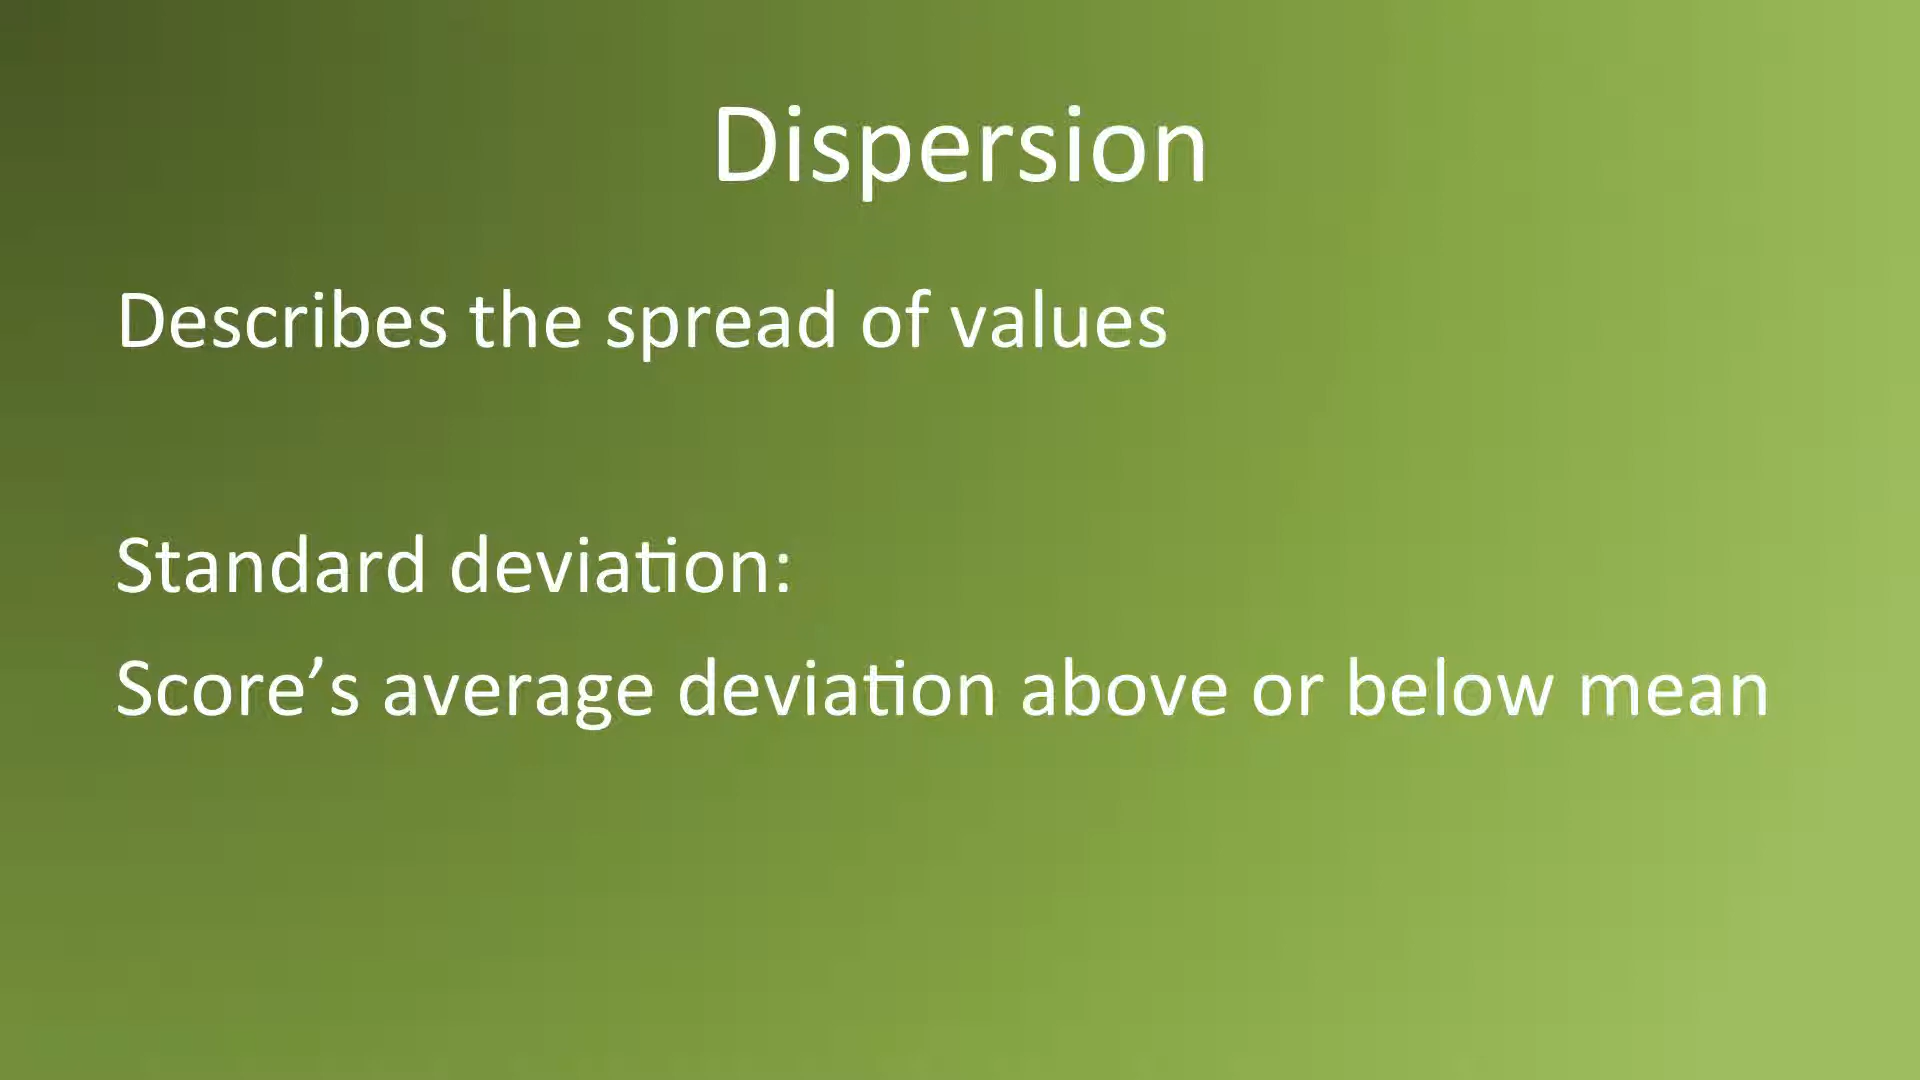 Dispersion
Describes the spread of values
Standard deviation:
Score’s average deviation above or below mean